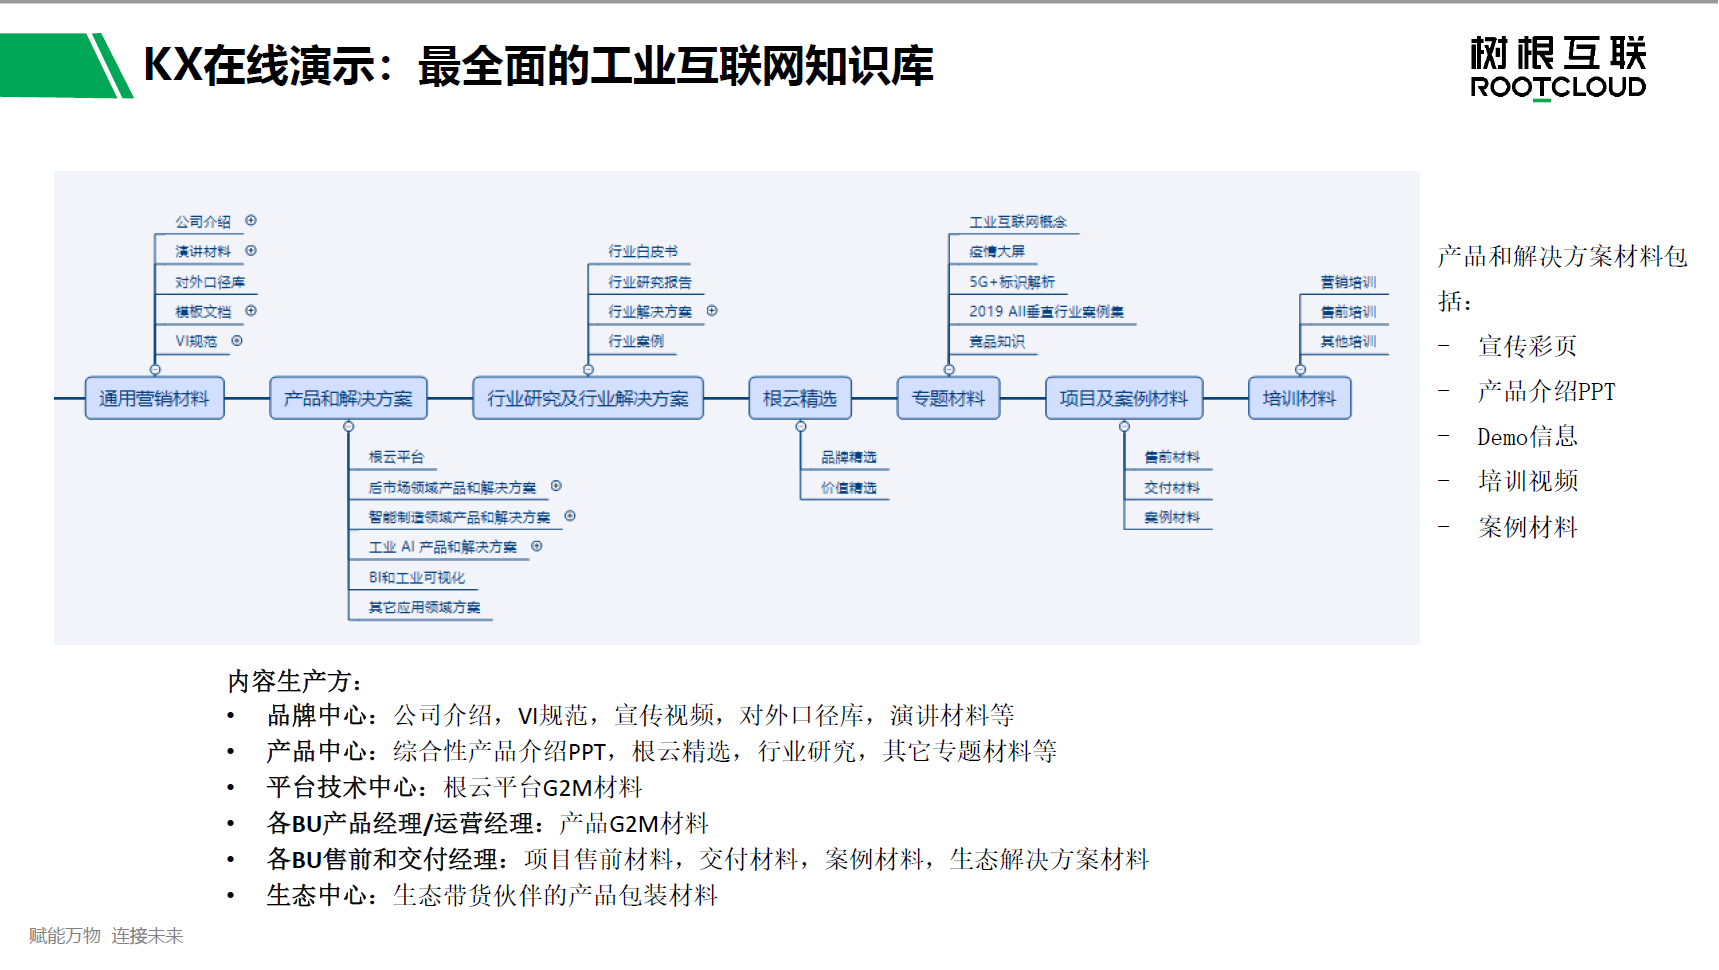 KX在线演示：最全面的工业互联网知识库
树根互联
ROOTCLOUD
公司介绍
演讲材料
对外口径库
模板文档
VI规范
行业白皮书
行业研究报告
行业解决方案
行业案例
工业互联网概念
疫情大屏
5G+标识解析
2019 AII垂直行业案例集
竞品知识
营销培训
售前培训
其他培训
通用营销材料
产品和解决方案
行业研究及行业解决方案
根云精选
专题材料
项目及案例材料
培训材料
根云平台
后市场领域产品和解决方案
智能制造领域产品和解决方案
工业 AI 产品和解决方案
BI和工业可视化
其它应用领域方案
品牌精选
价值精选
售前材料
交付材料
案例材料
产品和解决方案材料包
括：
- 宣传彩页
- 产品介绍PPT
- Demo信息
- 培训视频
- 案例材料
内容生产方：
• 品牌中心：公司介绍，VI规范，宣传视频，对外口径库，演讲材料等
• 产品中心：综合性产品介绍PPT，根云精选，行业研究，其它专题材料等
• 平台技术中心：根云平台G2M材料
• 各BU产品经理/运营经理：产品G2M材料
• 各BU售前和交付经理：项目售前材料，交付材料，案例材料，生态解决方案材料
• 生态中心：生态带货伙伴的产品包装材料
赋能万物 连接未来